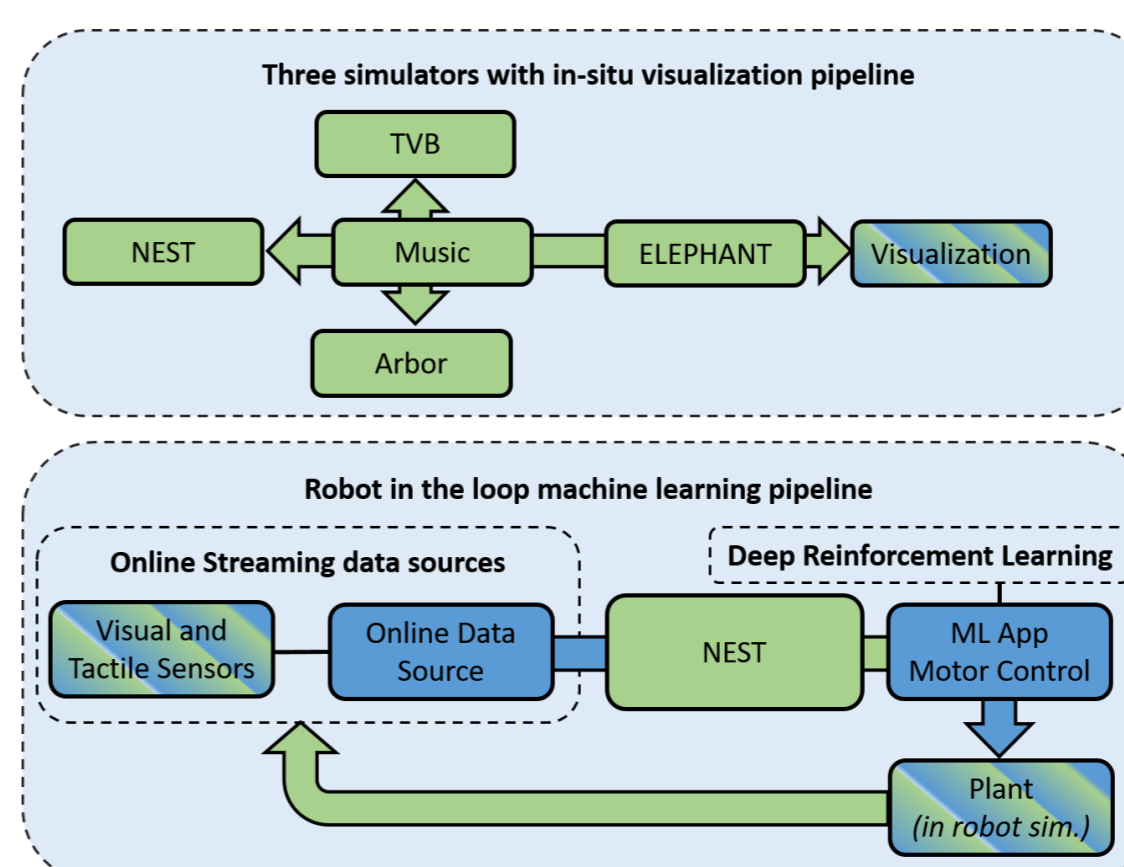 Three simulators with in-situ visualization pipeline
TVB
NEST
Music
ELEPHANT
Visualization
Arbor
Robot in the loop machine learning pipeline
Online Streaming data sources
Deep Reinforcement Learning
Visual and
Tactile Sensors
Online Data
Source
NEST
ML App
Motor Control
Plant
(in robot sim.)